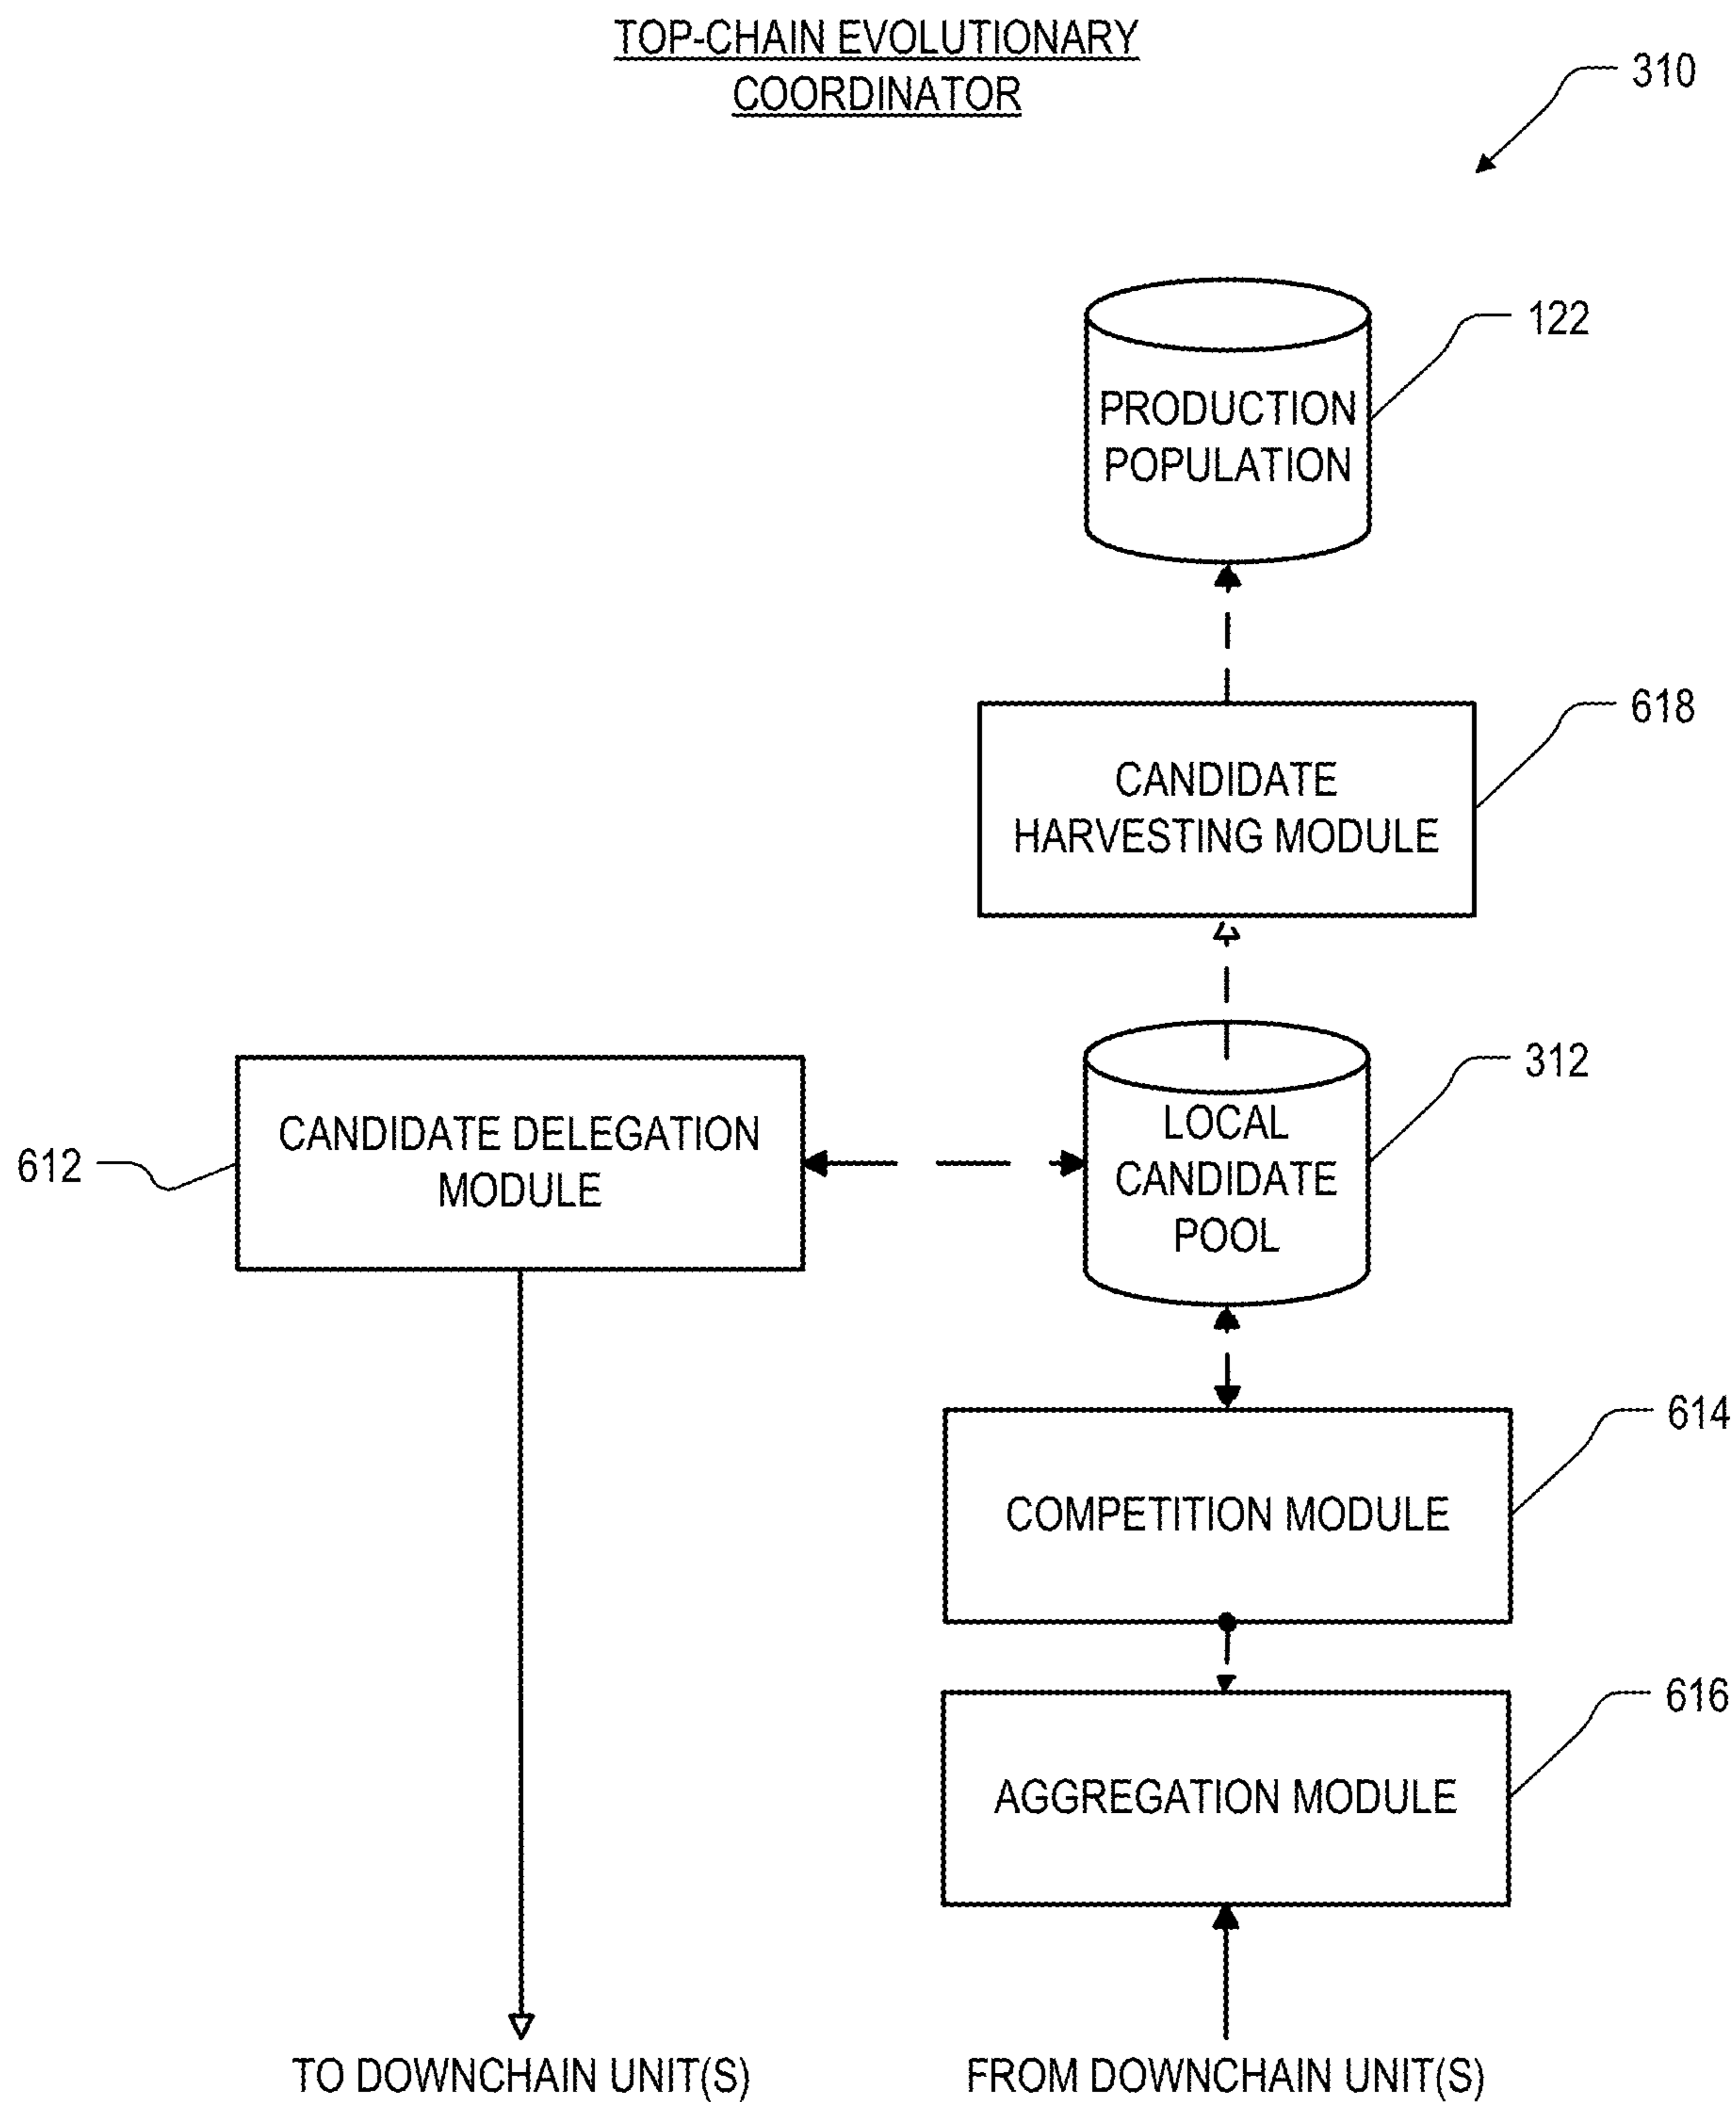 TOP-CHAIN EVOLUTIONARY
COORDINATOR
310
122
PRODUCTION
POPULATION
618
CANDIDATE
HARVESTING MODULE
312
LOCAL
CANDIDATE
POOL
CANDIDATE DELEGATION
MODULE
612
614
COMPETITION MODULE
616
AGGREGATION MODULE
TO DOWNCHAIN UNIT(S)
FROM DOWNCHAIN UNIT(S)